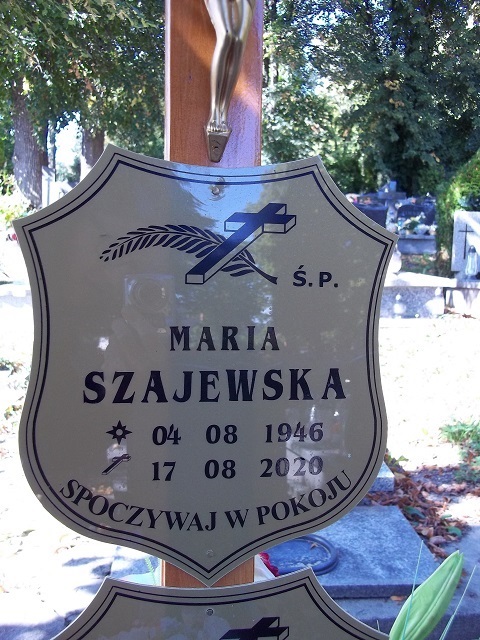 Ś.P.
MARIA
SZAJEWSKA
04 08 1946
17 08 2020
SPOCZYWAJ W POKOJU